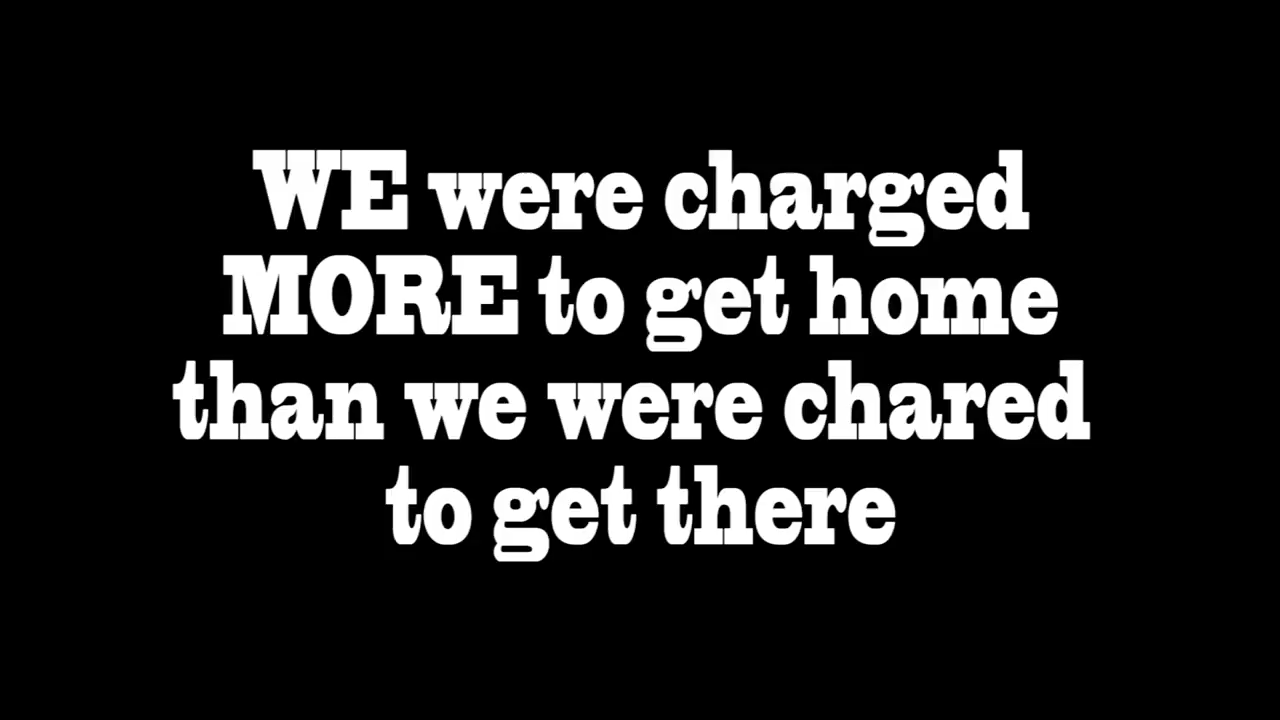 WE were charged
MORE to get home
than we were chared
to get there